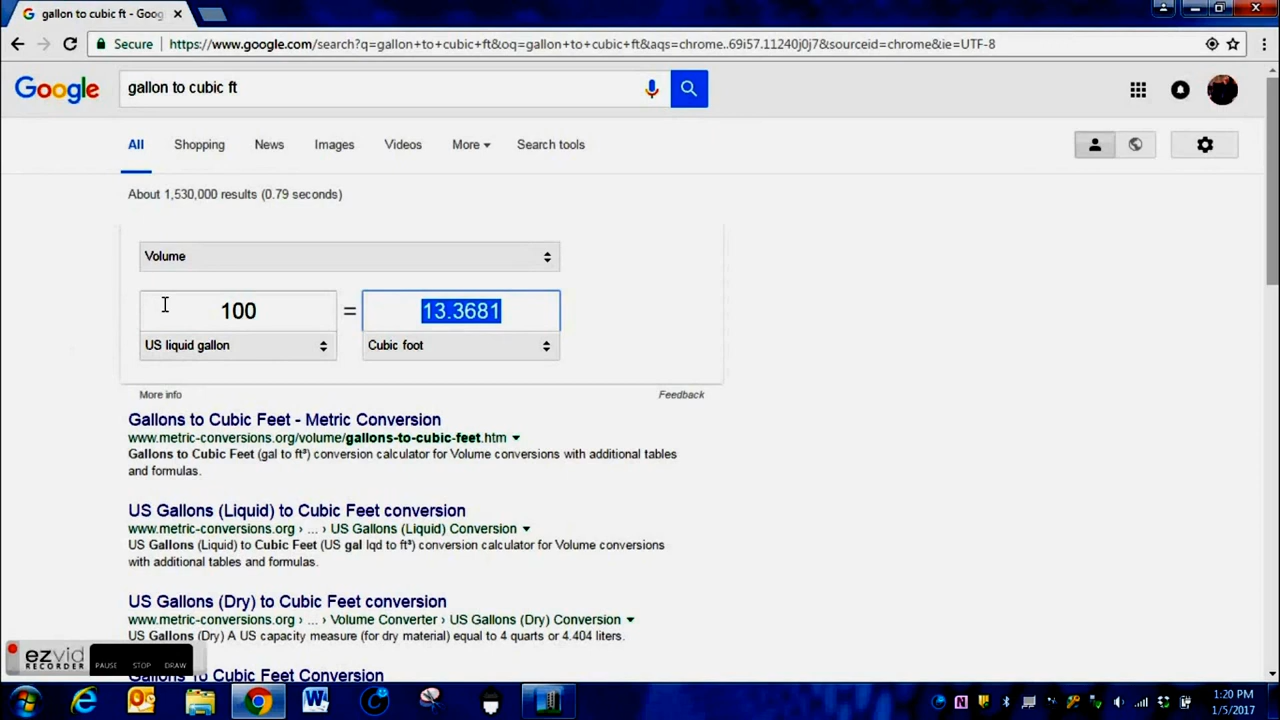 gallon to cubic ft - Goog
Secure
https://www.google.com/search?q=gallon+to+cubic+ft&oq=gallon+to+cubic+ft&aqs=chrome..69i57.11240j0j7&sourceid=chrome&ie=UTF-8
Google
gallon to cubic ft
All Shopping News Images Videos More Search tools
About 1,530,000 results (0.79 seconds)
Volume
100 = 13.3681
US liquid gallon Cubic foot
More info Feedback
Gallons to Cubic Feet - Metric Conversion
www.metric-conversions.org/volume/gallons-to-cubic-feet.htm
Gallons to Cubic Feet (gal to ft³) conversion calculator for Volume conversions with additional tables
and formulas.
US Gallons (Liquid) to Cubic Feet conversion
www.metric-conversions.org › ... › US Gallons (Liquid) Conversion
US Gallons (Liquid) to Cubic Feet (US gal lqd to ft³) conversion calculator for Volume conversions
with additional tables and formulas.
US Gallons (Dry) to Cubic Feet conversion
www.metric-conversions.org › ... › Volume Converter › US Gallons (Dry) Conversion
US Gallons (Dry) A US capacity measure (for dry material) equal to 4 quarts or 4.404 liters.
Gallons To Cubic Feet Conversion
ezvid
RECORDER
PAUSE STOP DRAW
1:20 PM
1/5/2017